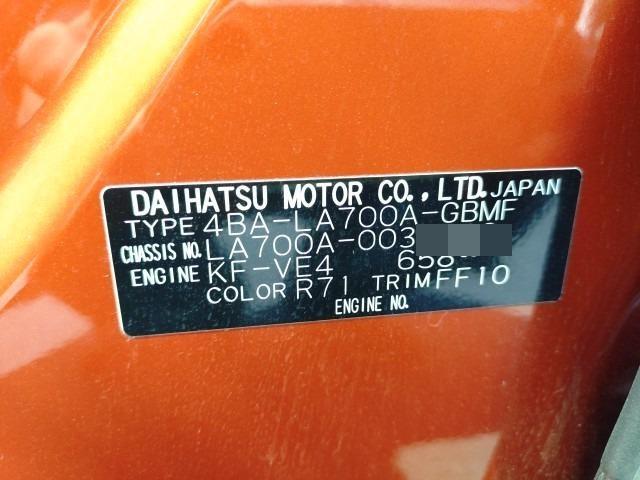 DAIHATSU MOTOR CO., LTD. JAPAN
TYPE 4BA-LA700A-GBMF
CHASSIS NO. LA700A-003
ENGINE KF-VE4 658
COLOR R71 TRIM FF10
ENGINE NO.